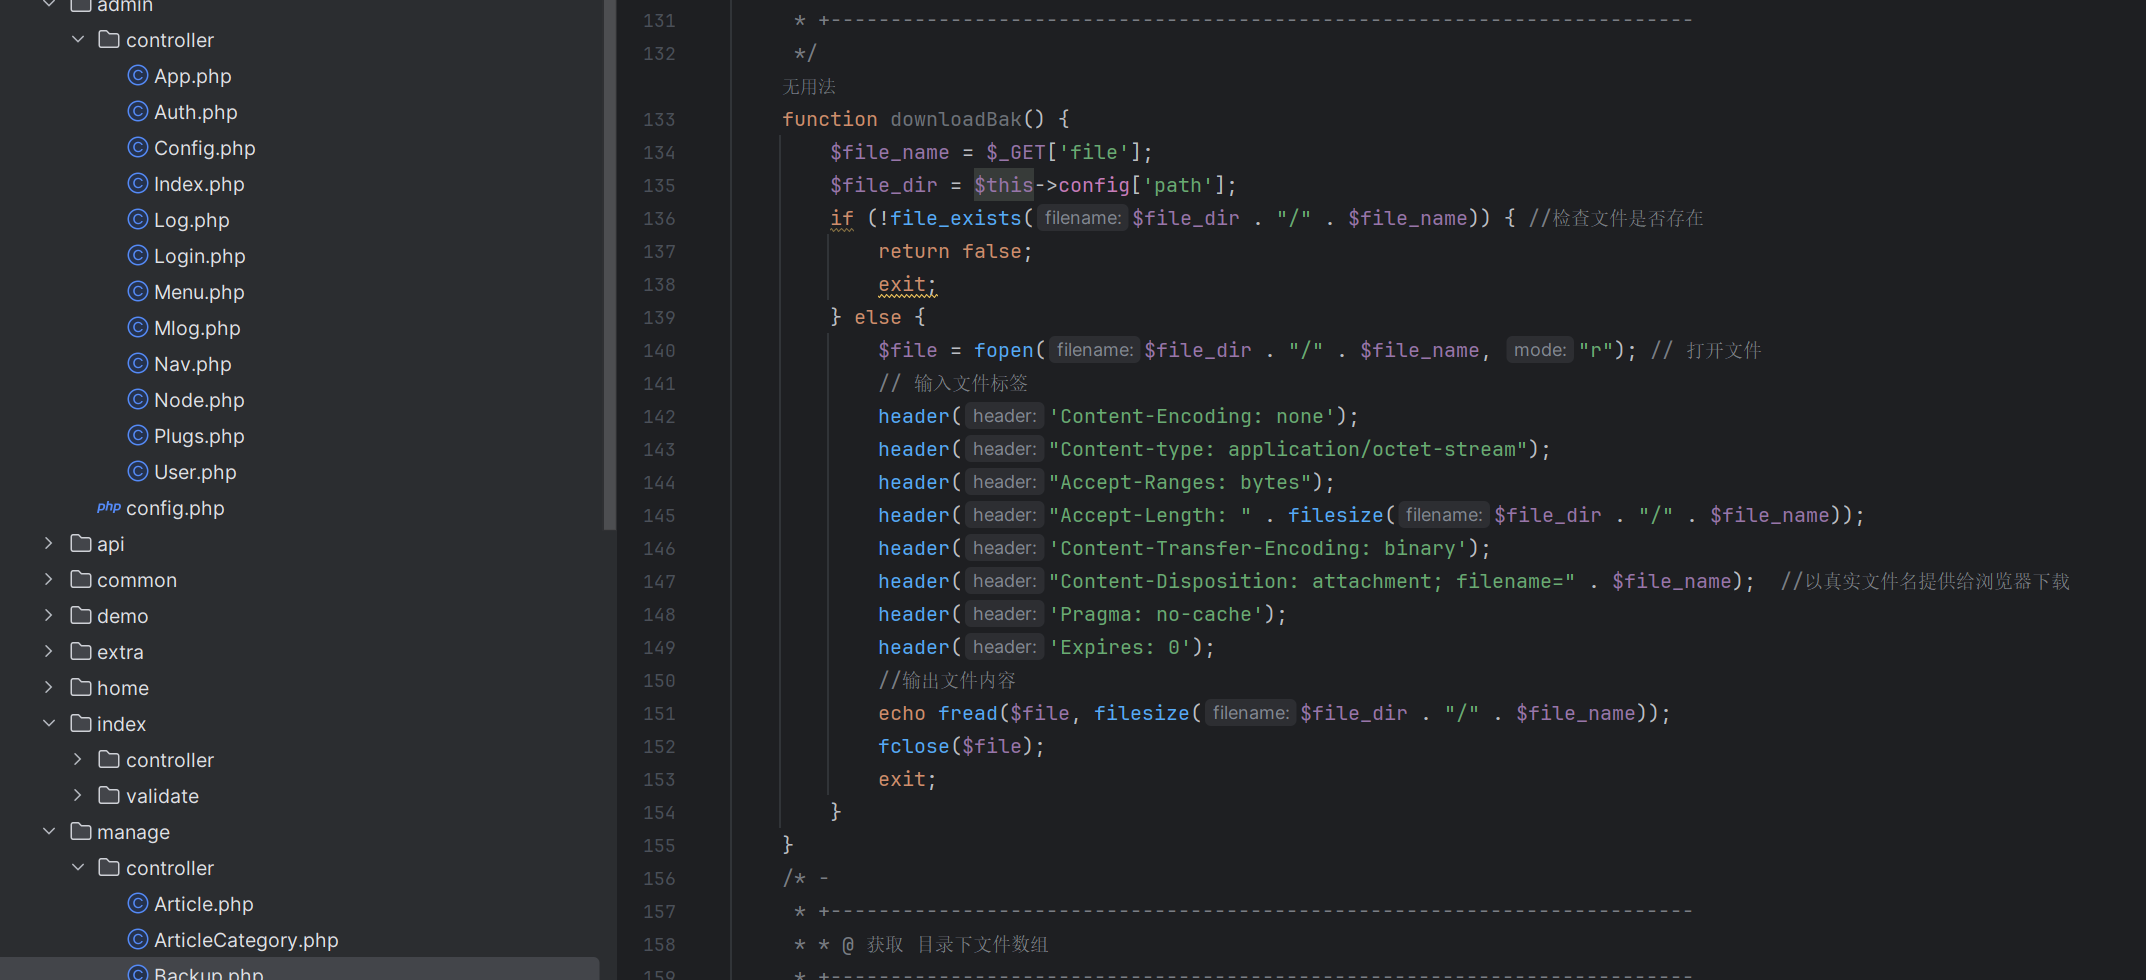 admin
controller
App.php
Auth.php
Config.php
Index.php
Log.php
Login.php
Menu.php
Mlog.php
Nav.php
Node.php
Plugs.php
User.php
php config.php
api
common
demo
extra
home
index
controller
validate
manage
controller
Article.php
ArticleCategory.php
Backup.php
131 * +------------------------------------------------------------------------
132 */
无用法
133 function downloadBak() {
134 $file_name = $_GET['file'];
135 $file_dir = $this->config['path'];
136 if (!file_exists( filename: $file_dir . "/" . $file_name)) { //检查文件是否存在
137 return false;
138 exit;
139 } else {
140 $file = fopen( filename: $file_dir . "/" . $file_name, mode: "r"); // 打开文件
141 // 输入文件标签
142 header( header: 'Content-Encoding: none');
143 header( header: "Content-type: application/octet-stream");
144 header( header: "Accept-Ranges: bytes");
145 header( header: "Accept-Length: " . filesize( filename: $file_dir . "/" . $file_name));
146 header( header: 'Content-Transfer-Encoding: binary');
147 header( header: "Content-Disposition: attachment; filename=" . $file_name); //以真实文件名提供给浏览器下载
148 header( header: 'Pragma: no-cache');
149 header( header: 'Expires: 0');
150 //输出文件内容
151 echo fread($file, filesize( filename: $file_dir . "/" . $file_name));
152 fclose($file);
153 exit;
154 }
155 }
156 /* -
157 * +------------------------------------------------------------------------
158 * * @ 获取 目录下文件数组
159 * +------------------------------------------------------------------------